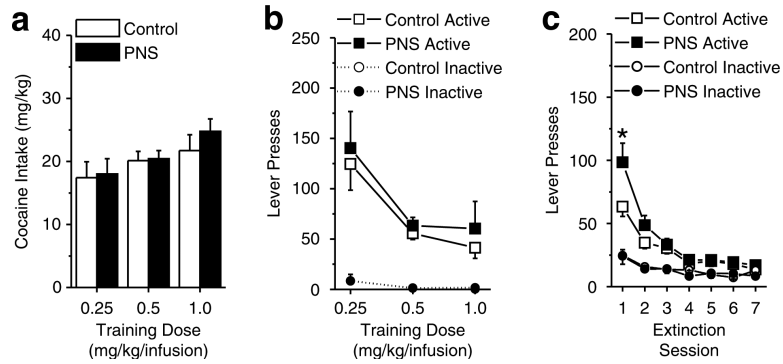 a
Control
PNS
Cocaine Intake (mg/kg)
40
30
20
10
0
0.25 0.5 1.0
Training Dose
(mg/kg/infusion)
b
Control Active
PNS Active
Control Inactive
PNS Inactive
Lever Presses
250
200
150
100
50
0
0.25 0.5 1.0
Training Dose
(mg/kg/infusion)
c
Control Active
PNS Active
Control Inactive
PNS Inactive
Lever Presses
200
150
100
50
0
*
1 2 3 4 5 6 7
Extinction
Session